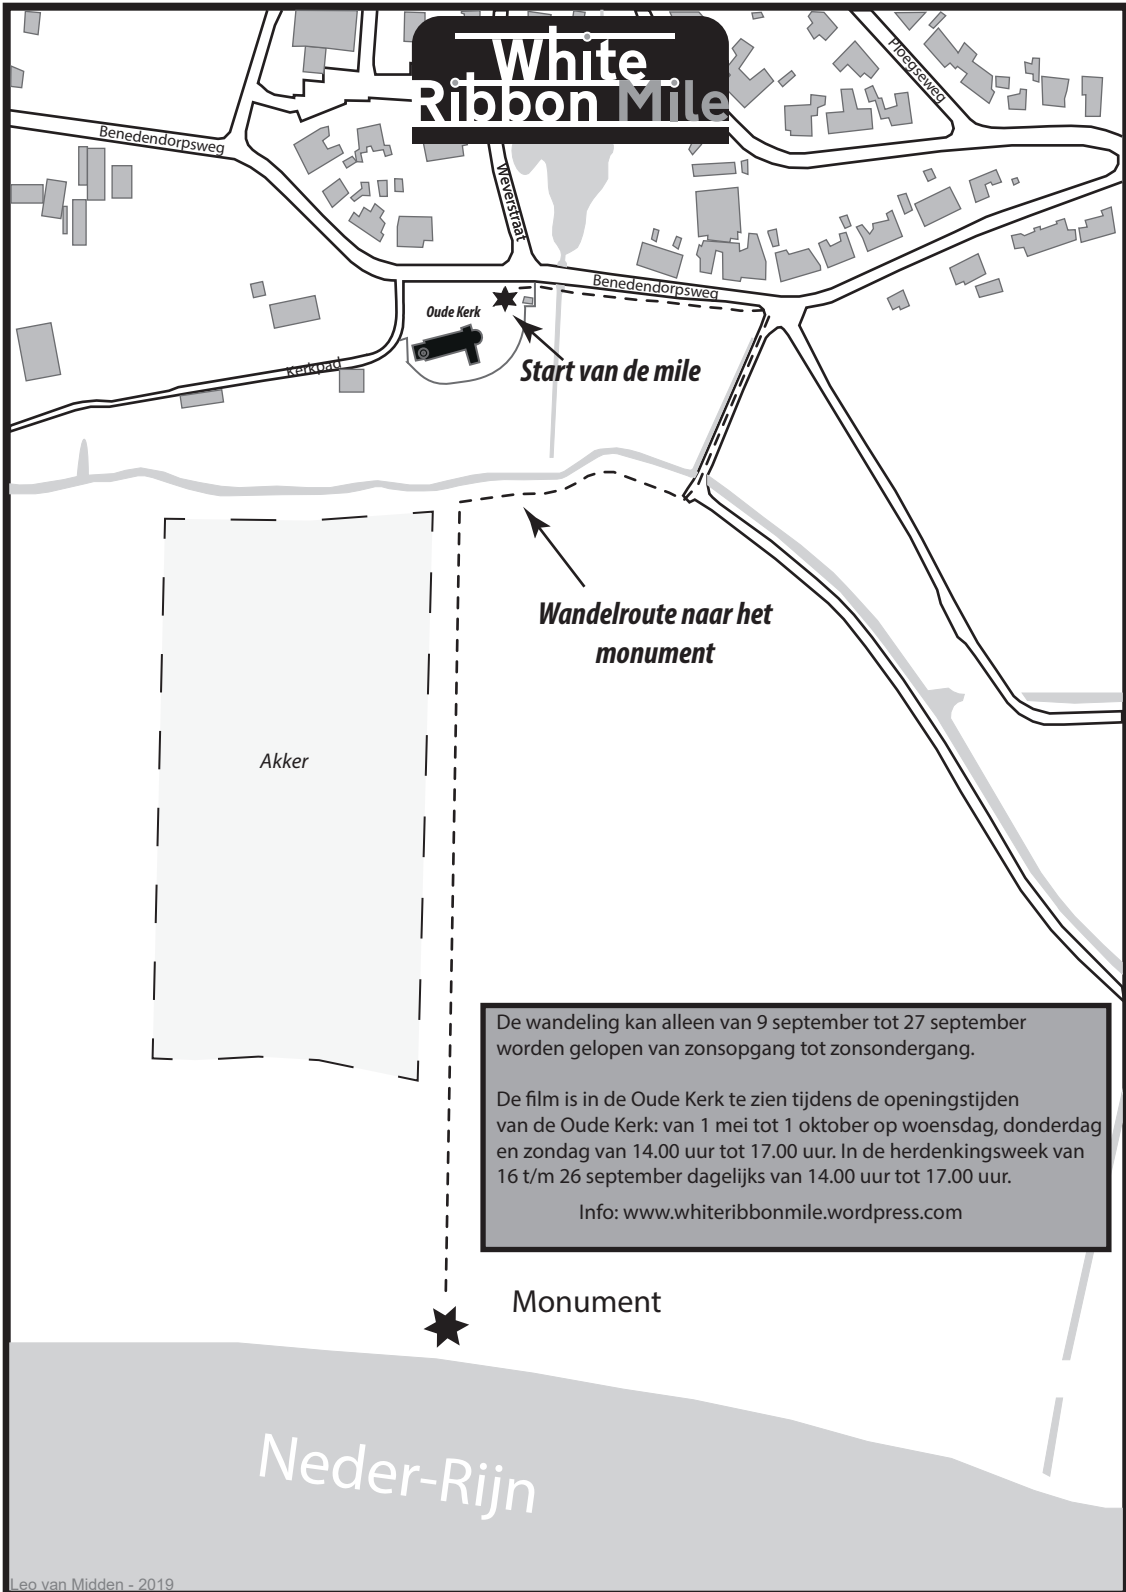 White
Ribbon Mile
Ploegseweg
Benedendorpsweg
Weverstraat
Benedendorpsweg
Oude Kerk
Kerkpad
Start van de mile
Wandelroute naar het
monument
Akker
De wandeling kan alleen van 9 september tot 27 september
worden gelopen van zonsopgang tot zonsondergang.
De film is in de Oude Kerk te zien tijdens de openingstijden
van de Oude Kerk: van 1 mei tot 1 oktober op woensdag, donderdag
en zondag van 14.00 uur tot 17.00 uur. In de herdenkingsweek van
16 t/m 26 september dagelijks van 14.00 uur tot 17.00 uur.
Info: www.whiteribbonmile.wordpress.com
Monument
Neder-Rijn
Leo van Midden - 2019